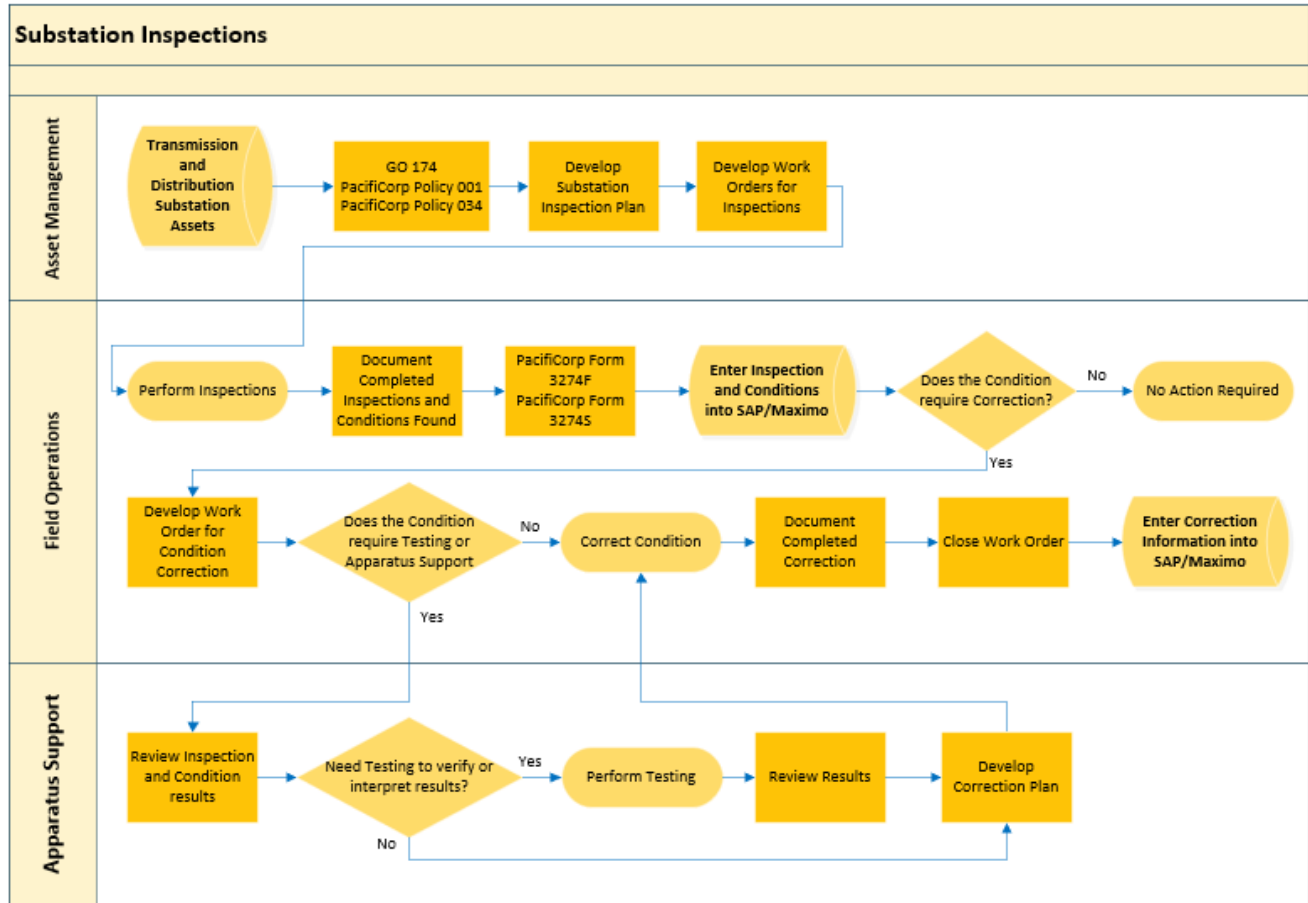 Substation Inspections
Asset Management
Transmission
and
Distribution
Substation
Assets
GO 174
PacifiCorp Policy 001
PacifiCorp Policy 034
Develop
Substation
Inspection Plan
Develop Work
Orders for
Inspections
Field Operations
Perform Inspections
Document
Completed
Inspections and
Conditions Found
PacifiCorp Form
3274F
PacifiCorp Form
3274S
Enter Inspection
and Conditions
into SAP/Maximo
Does the Condition
require Correction?
No
No Action Required
Yes
Develop Work
Order for
Condition
Correction
Does the Condition
require Testing or
Apparatus Support
No
Correct Condition
Document
Completed
Correction
Close Work Order
Enter Correction
Information into
SAP/Maximo
Yes
Apparatus Support
Review Inspection
and Condition
results
Need Testing to verify or
interpret results?
Yes
Perform Testing
Review Results
Develop
Correction Plan
No